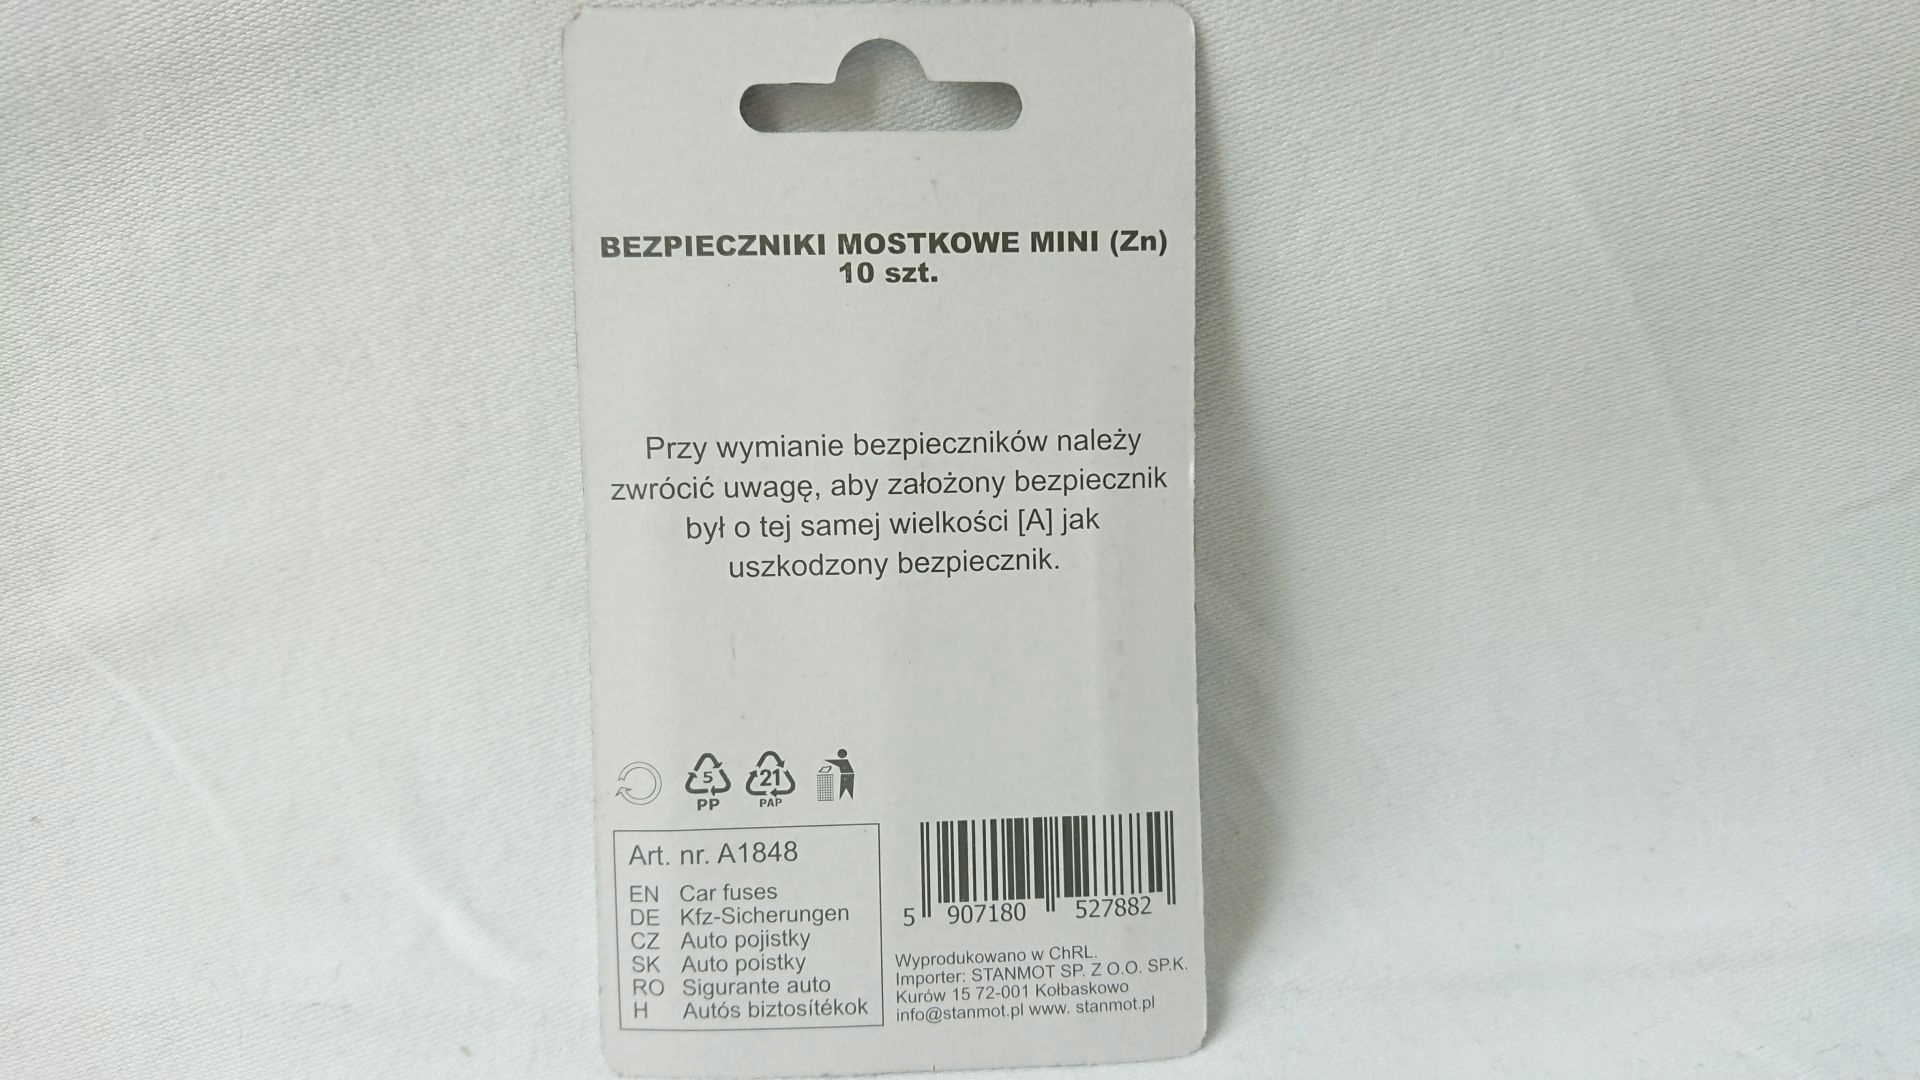 BEZPIECZNIKI MOSTKOWE MINI (Zn)
10 szt.
Przy wymianie bezpieczników należy
zwrócić uwagę, aby założony bezpiecznik
był o tej samej wielkości [A] jak
uszkodzony bezpiecznik.
5
PP
21
PAP
Art. nr. A1848
EN Car fuses
DE Kfz-Sicherungen
CZ Auto pojistky
SK Auto poistky
RO Sigurante auto
H Autós biztosítékok
5 907180 527882
Wyprodukowano w ChRL.
Importer: STANMOT SP. Z O.O. SP.K.
Kurów 15 72-001 Kołbaskowo
info@stanmot.pl www. stanmot.pl